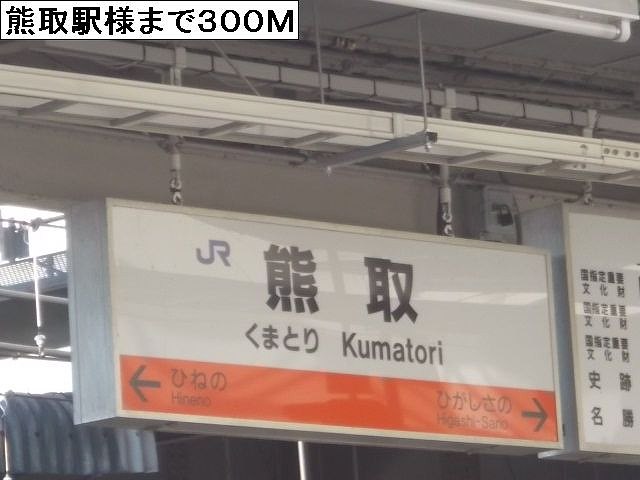 熊取駅様まで300M
JR 熊取
くまとり Kumatori
← ひねの
Hineno
ひがしさの →
Higashi-Sano
国指定重要
文化財
国指定重要
文化財
国指定重要
文化財
史跡
名勝